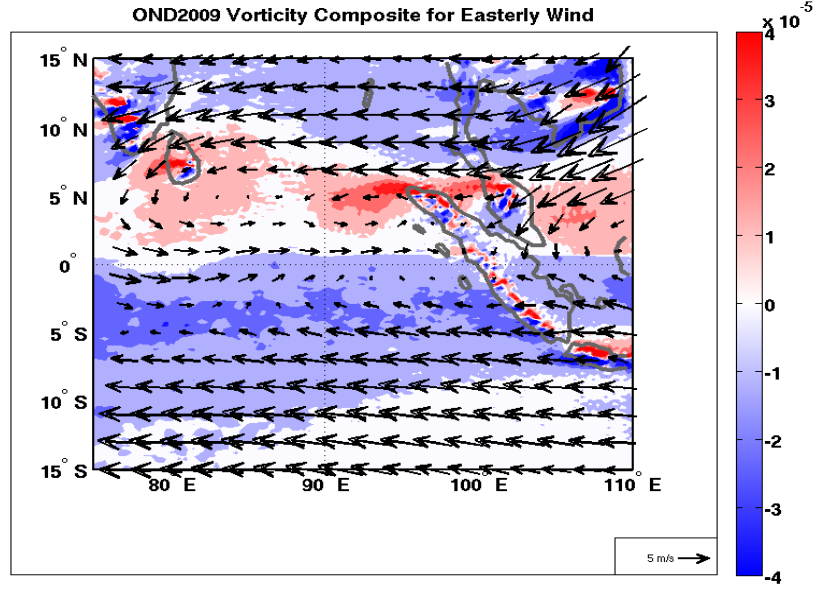 OND2009 Vorticity Composite for Easterly Wind
x 10-5
15° N
10° N
5° N
0°
5° S
10° S
15° S
80° E
90° E
100° E
110° E
4
3
2
1
0
-1
-2
-3
-4
5 m/s